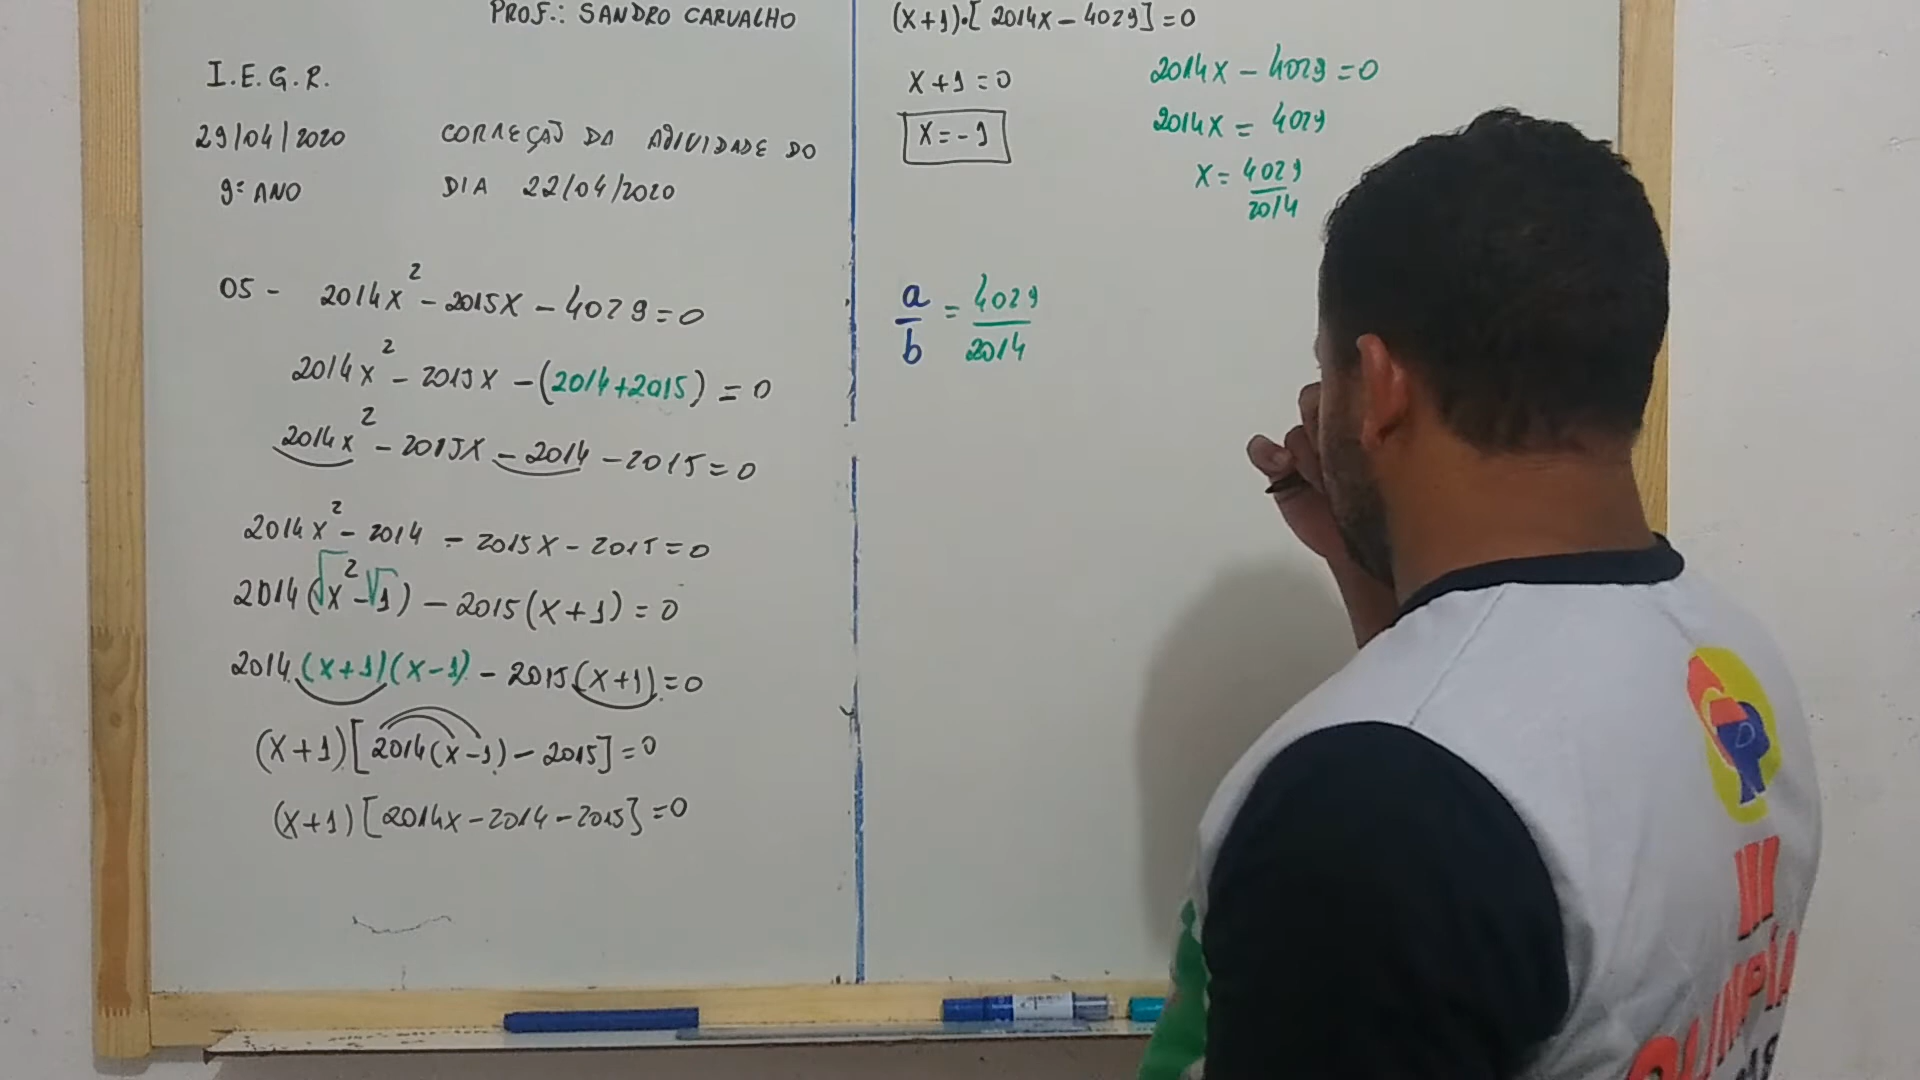 PROF.: SANDRO CARVALHO
I.E.G.R.
29/04/2020
9º ANO
CORREÇÃO DA ATIVIDADE DO
DIA 22/04/2020
05 - 2014x² - 2015x - 4029 = 0
2014x² - 2015x - (2014+2015) = 0
2014x² - 2015x - 2014 - 2015 = 0
2014x² - 2014 - 2015x - 2015 = 0
2014(√x² - √1) - 2015(x+1) = 0
2014.(x+1)(x-1) - 2015(x+1) = 0
(x+1)[2014(x-1) - 2015] = 0
(x+1)[2014x - 2014 - 2015] = 0
(x+1)·[2014x - 4029] = 0
x+1 = 0
x = -1
2014x - 4029 = 0
2014x = 4029
x = 4029/2014
a/b = 4029/2014
III